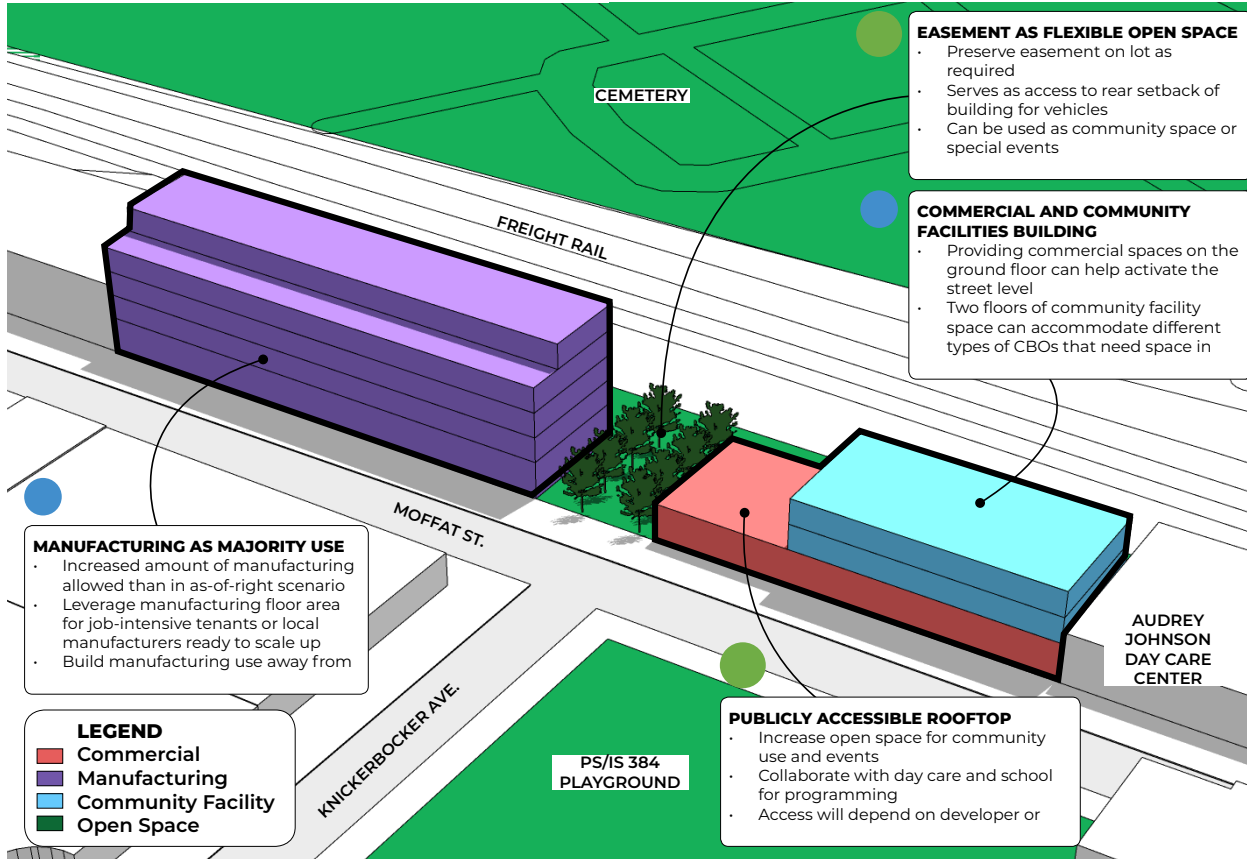 EASEMENT AS FLEXIBLE OPEN SPACE
· Preserve easement on lot as
required
· Serves as access to rear setback of
building for vehicles
· Can be used as community space or
special events
CEMETERY
COMMERCIAL AND COMMUNITY
FACILITIES BUILDING
· Providing commercial spaces on the
ground floor can help activate the
street level
· Two floors of community facility
space can accommodate different
types of CBOs that need space in
FREIGHT RAIL
MOFFAT ST.
MANUFACTURING AS MAJORITY USE
· Increased amount of manufacturing
allowed than in as-of-right scenario
· Leverage manufacturing floor area
for job-intensive tenants or local
manufacturers ready to scale up
· Build manufacturing use away from
AUDREY
JOHNSON
DAY CARE
CENTER
KNICKERBOCKER AVE.
PS/IS 384
PLAYGROUND
PUBLICLY ACCESSIBLE ROOFTOP
· Increase open space for community
use and events
· Collaborate with day care and school
for programming
· Access will depend on developer or
LEGEND
Commercial
Manufacturing
Community Facility
Open Space